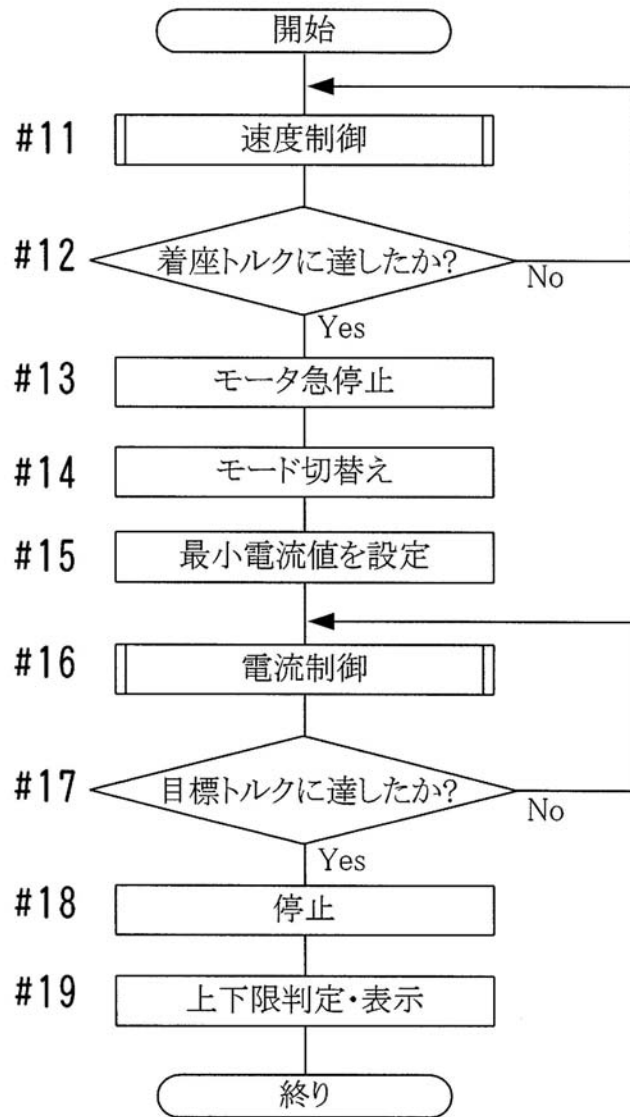 開始
#11 速度制御
#12 着座トルクに達したか?
No
Yes
#13 モータ急停止
#14 モード切替え
#15 最小電流値を設定
#16 電流制御
#17 目標トルクに達したか?
No
Yes
#18 停止
#19 上下限判定・表示
終り